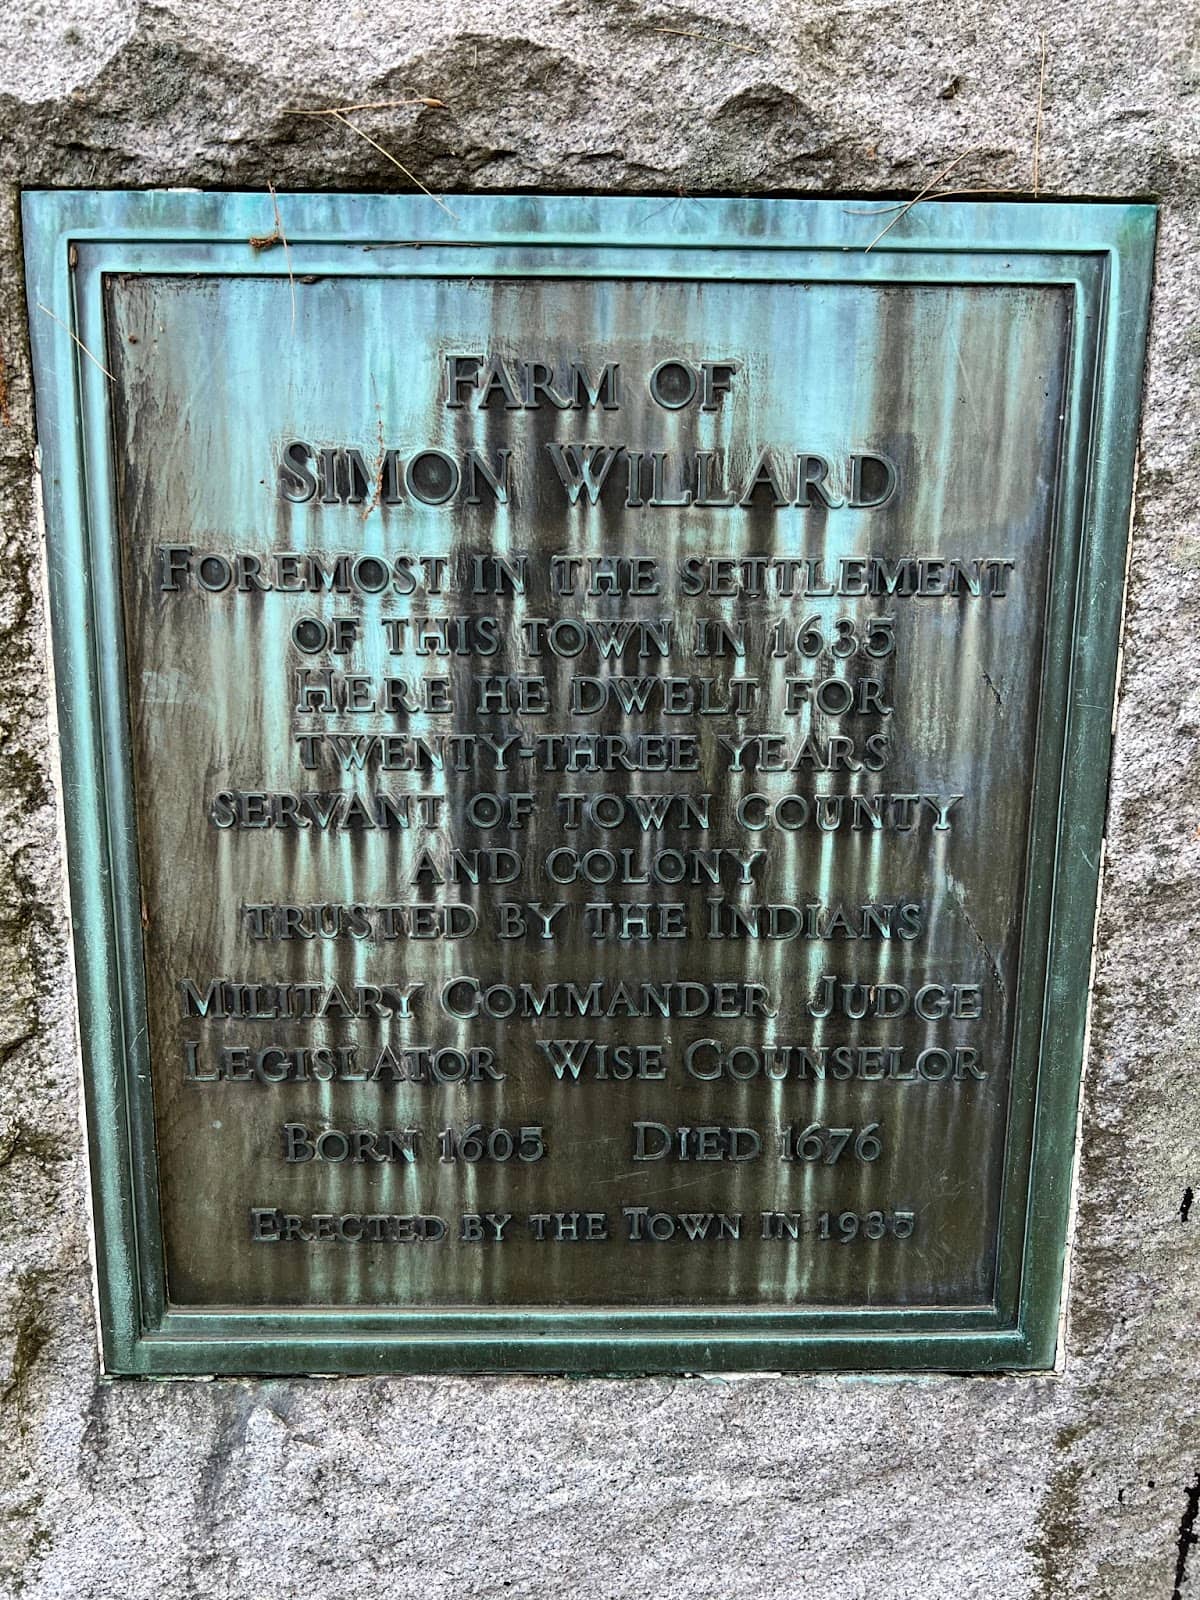 FARM OF
SIMON WILLARD
FOREMOST IN THE SETTLEMENT
OF THIS TOWN IN 1635
HERE HE DWELT FOR
TWENTY-THREE YEARS
SERVANT OF TOWN COUNTY
AND COLONY
TRUSTED BY THE INDIANS
MILITARY COMMANDER JUDGE
LEGISLATOR WISE COUNSELOR
BORN 1605 DIED 1676
ERECTED BY THE TOWN IN 1935